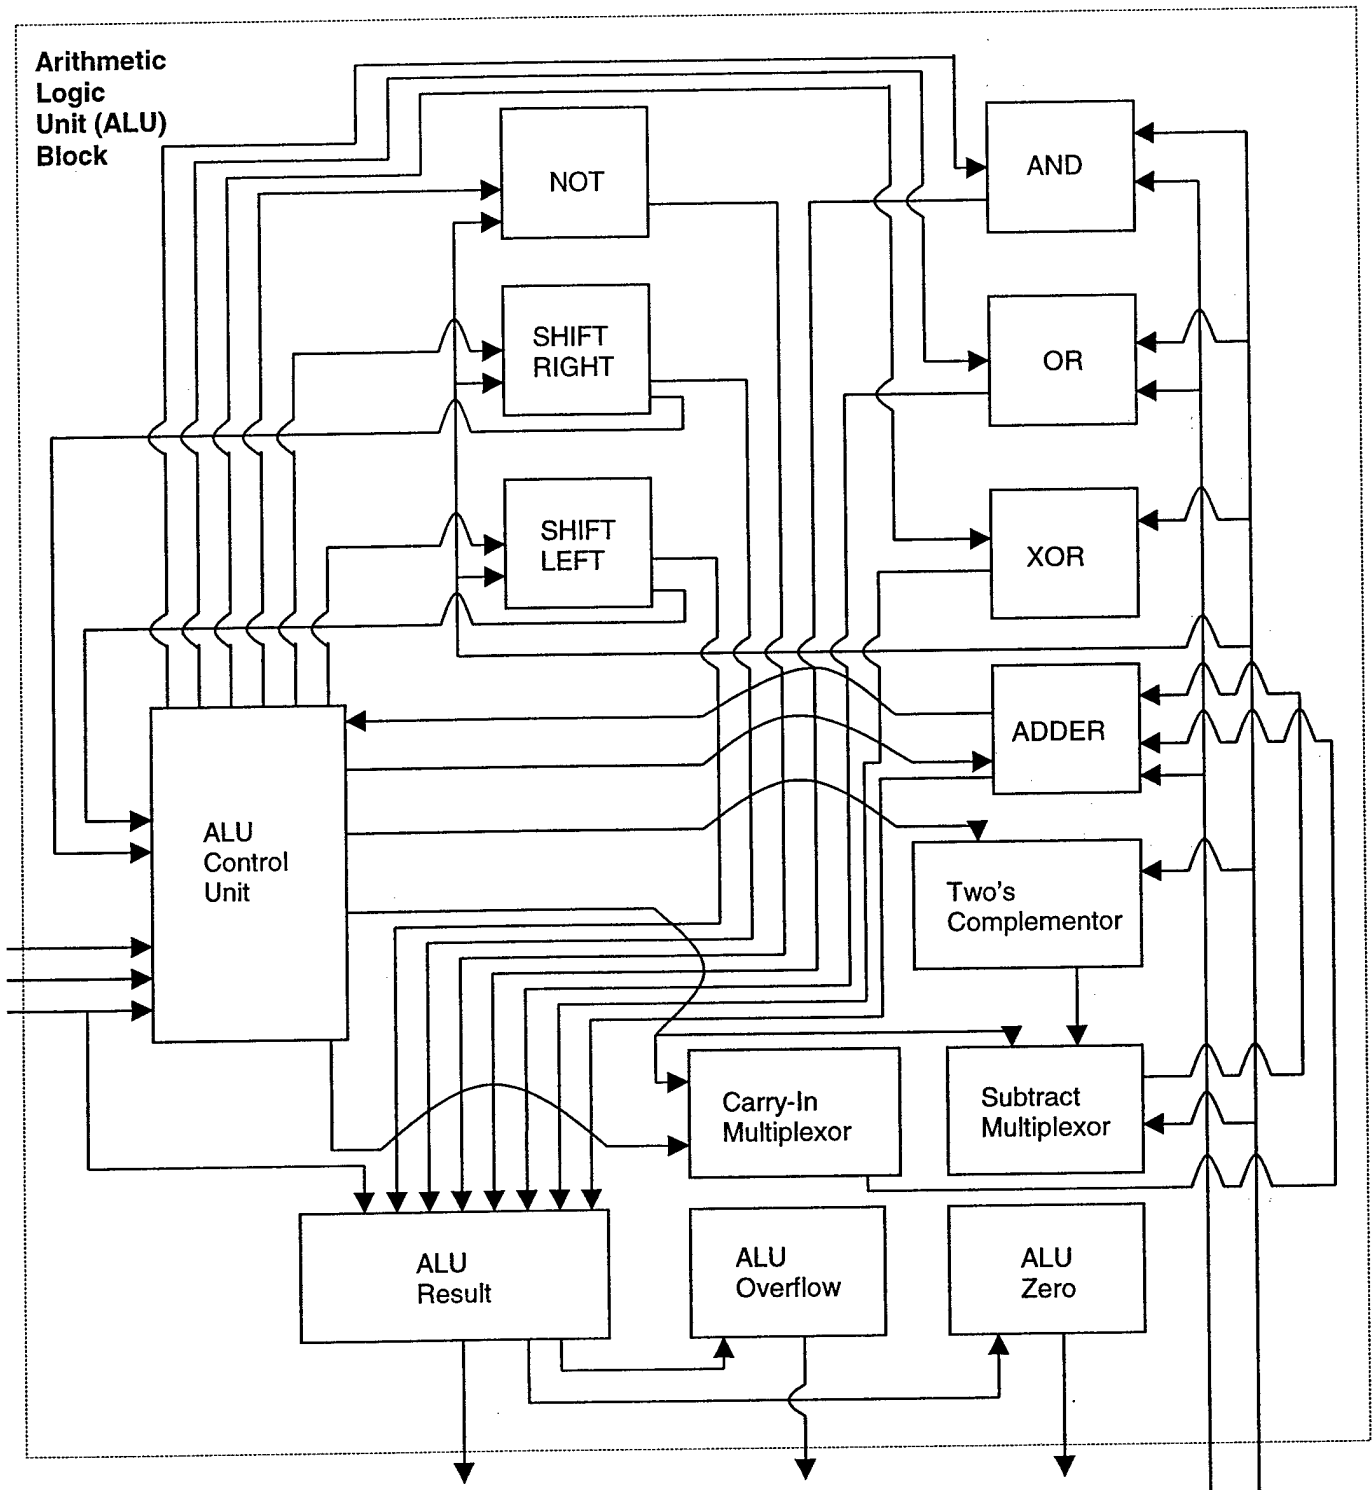 Arithmetic
Logic
Unit (ALU)
Block
NOT
AND
SHIFT
RIGHT
OR
SHIFT
LEFT
XOR
ADDER
ALU
Control
Unit
Two's
Complementor
Carry-In
Multiplexor
Subtract
Multiplexor
ALU
Result
ALU
Overflow
ALU
Zero